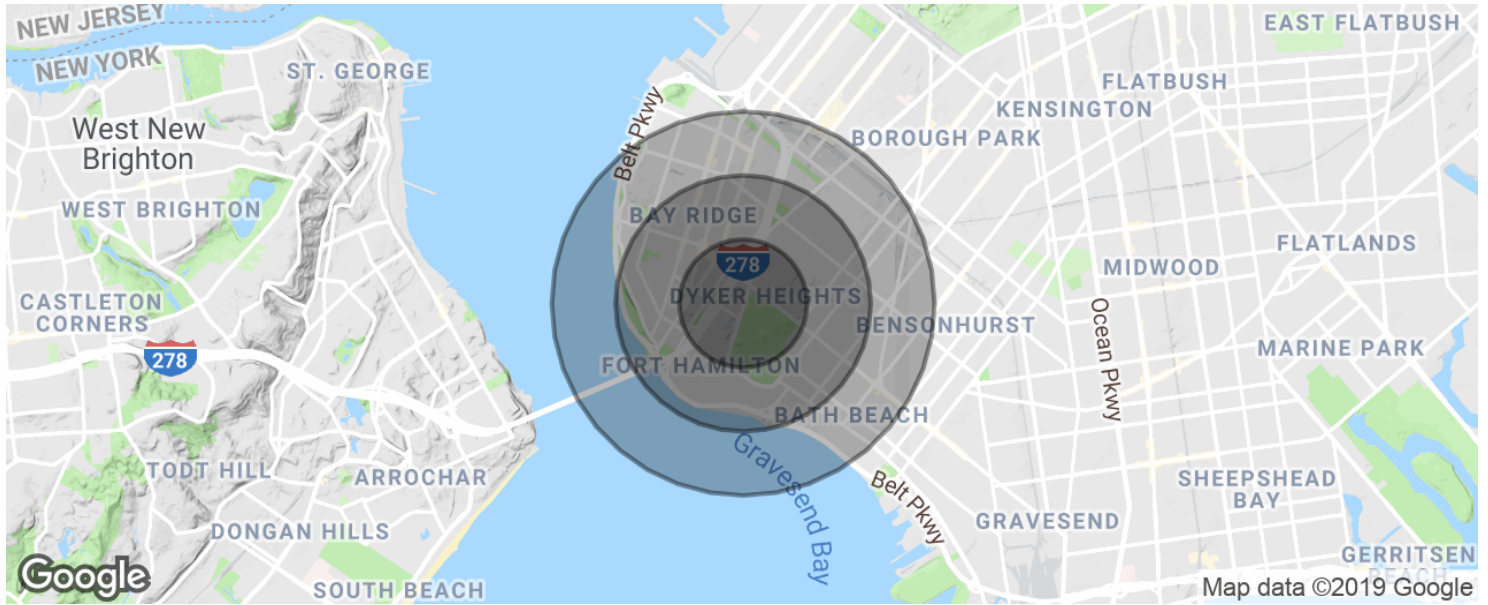 NEW JERSEY
NEW YORK
ST. GEORGE
West New
Brighton
WEST BRIGHTON
CASTLETON
CORNERS
278
TODT HILL
ARROCHAR
DONGAN HILLS
SOUTH BEACH
Google
Belt Pkwy
BAY RIDGE
278
DYKER HEIGHTS
FORT HAMILTON
BATH BEACH
BENSONHURST
Gravesend Bay
Belt Pkwy
EAST FLATBUSH
FLATBUSH
KENSINGTON
BOROUGH PARK
FLATLANDS
MIDWOOD
Ocean Pkwy
MARINE PARK
SHEEPSHEAD
BAY
GRAVESEND
GERRITSEN
BEACH
Map data ©2019 Google